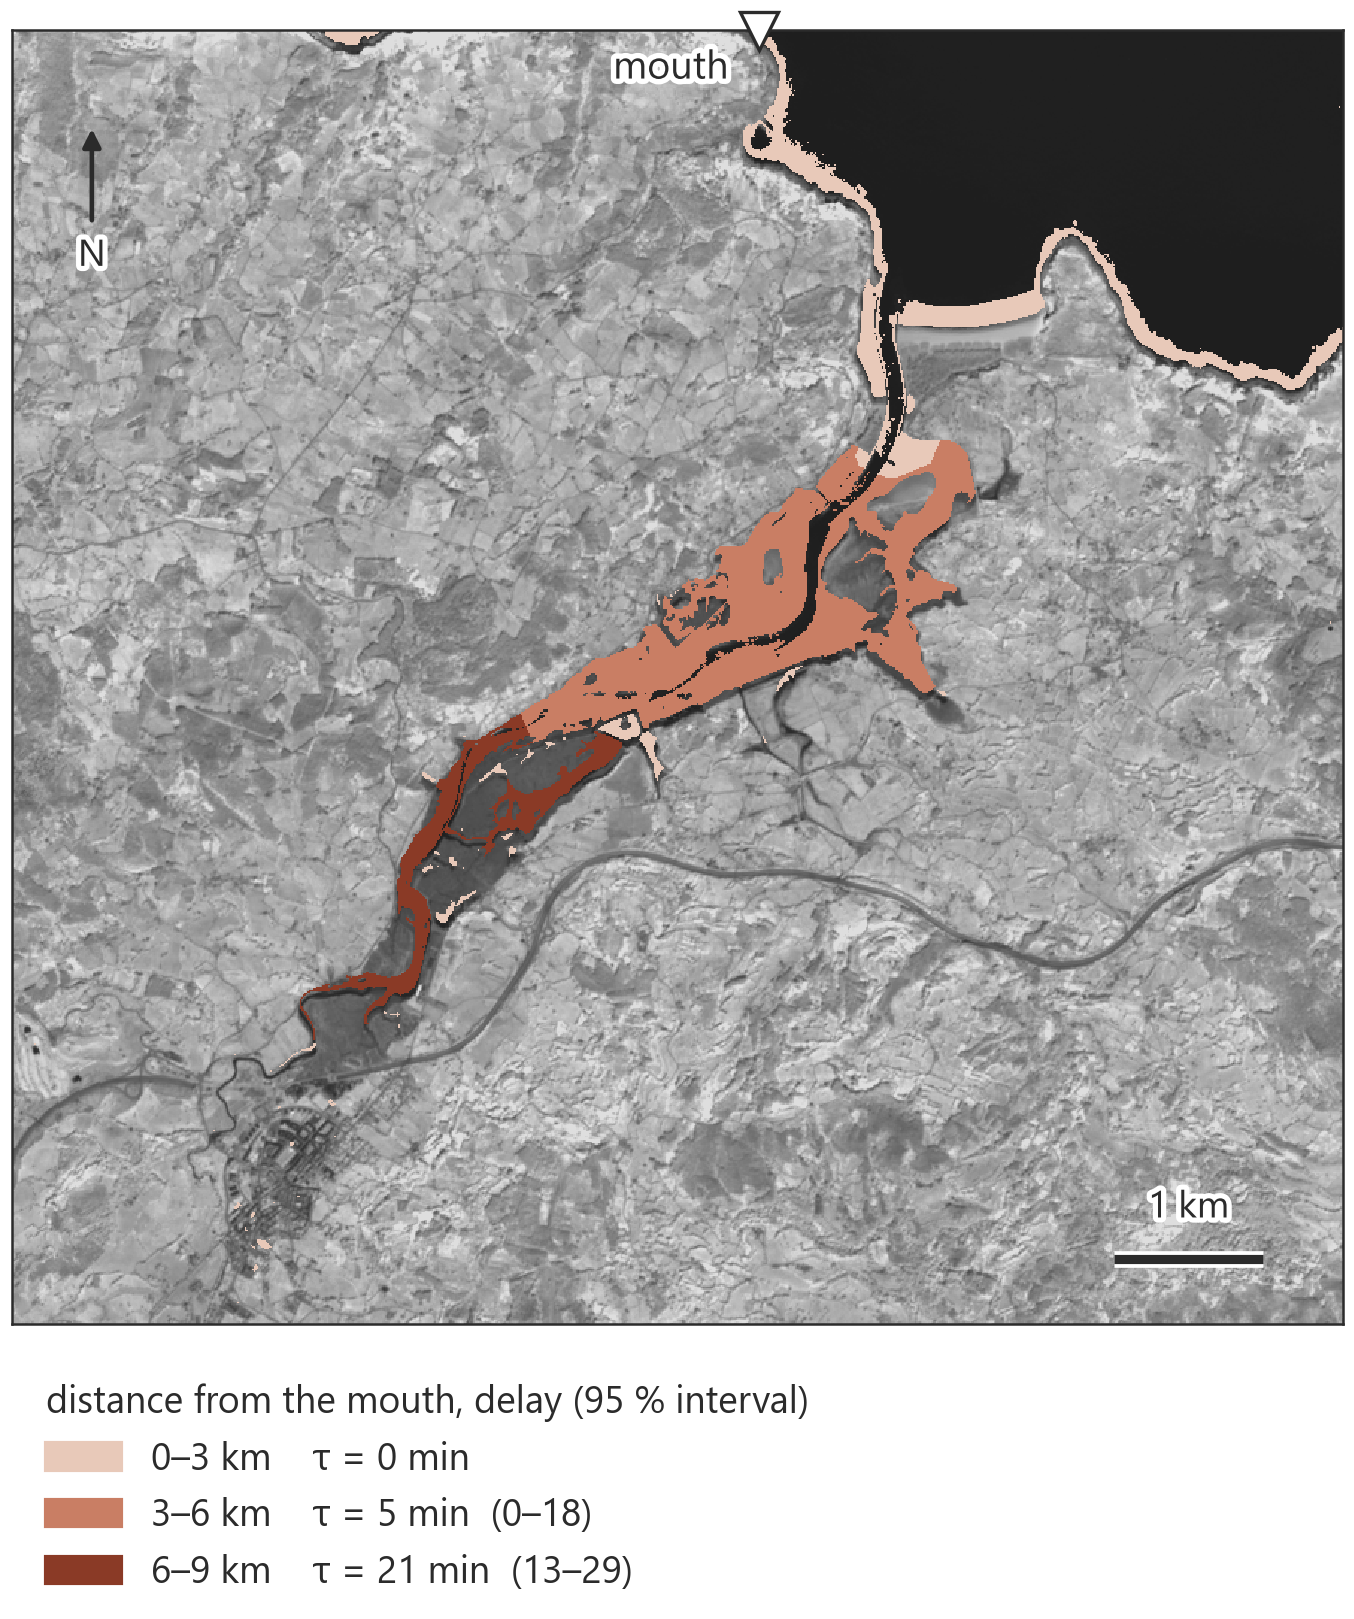 mouth
N
1 km
distance from the mouth, delay (95 % interval)
0–3 km τ = 0 min
3–6 km τ = 5 min (0–18)
6–9 km τ = 21 min (13–29)